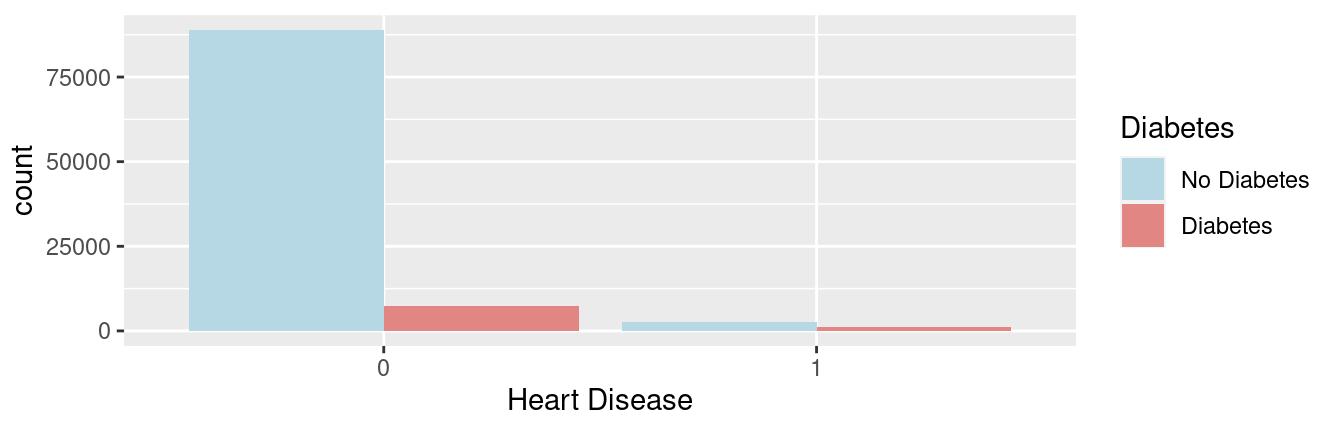 75000
50000
25000
0
count
0
1
Heart Disease
Diabetes
No Diabetes
Diabetes